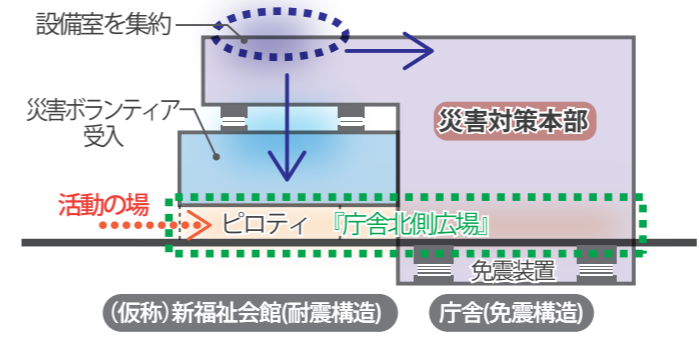 設備室を集約
災害ボランティア
受入
災害対策本部
活動の場
ピロティ 『庁舎北側広場』
免震装置
(仮称)新福祉会館(耐震構造)
庁舎(免震構造)